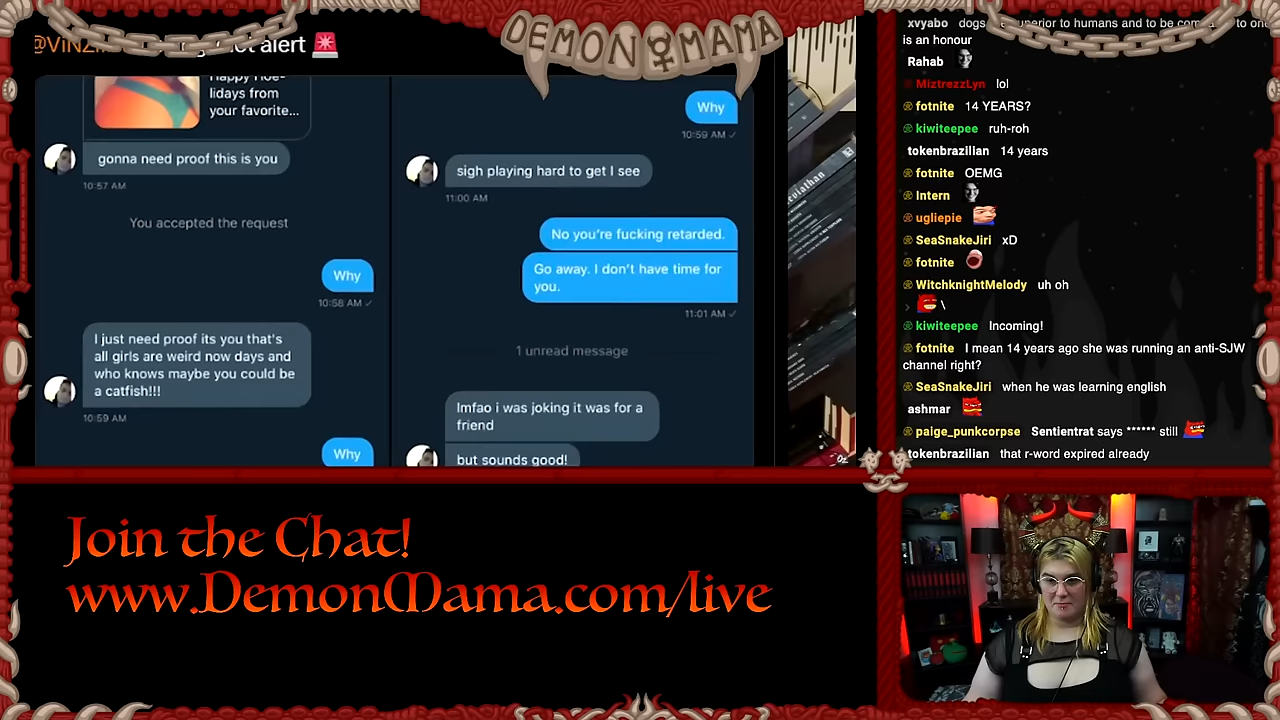 alert 🚨
DEMON MAMA
Happy Hoe-
lidays from
your favorite...
gonna need proof this is you
10:57 AM
You accepted the request
Why
10:58 AM ✓
I just need proof its you that's
all girls are weird now days and
who knows maybe you could be
a catfish!!!
10:59 AM
Why
Why
10:59 AM ✓
sigh playing hard to get I see
11:00 AM
No you're fucking retarded.
Go away. I don't have time for
you.
11:01 AM ✓
1 unread message
lmfao i was joking it was for a
friend
but sounds good!
xvyabo dogs superior to humans and to be to
is an honour
Rahab
MiztrezzLyn lol
fotnite 14 YEARS?
kiwiteepee ruh-roh
tokenbrazilian 14 years
fotnite OEMG
Intern
ugliepie
SeaSnakeJiri xD
fotnite
WitchknightMelody uh oh
\
kiwiteepee Incoming!
fotnite I mean 14 years ago she was running an anti-SJW
channel right?
SeaSnakeJiri when he was learning english
ashmar
paige_punkcorpse Sentientrat says ****** still
tokenbrazilian that r-word expired already
Join the Chat!
www.DemonMama.com/live